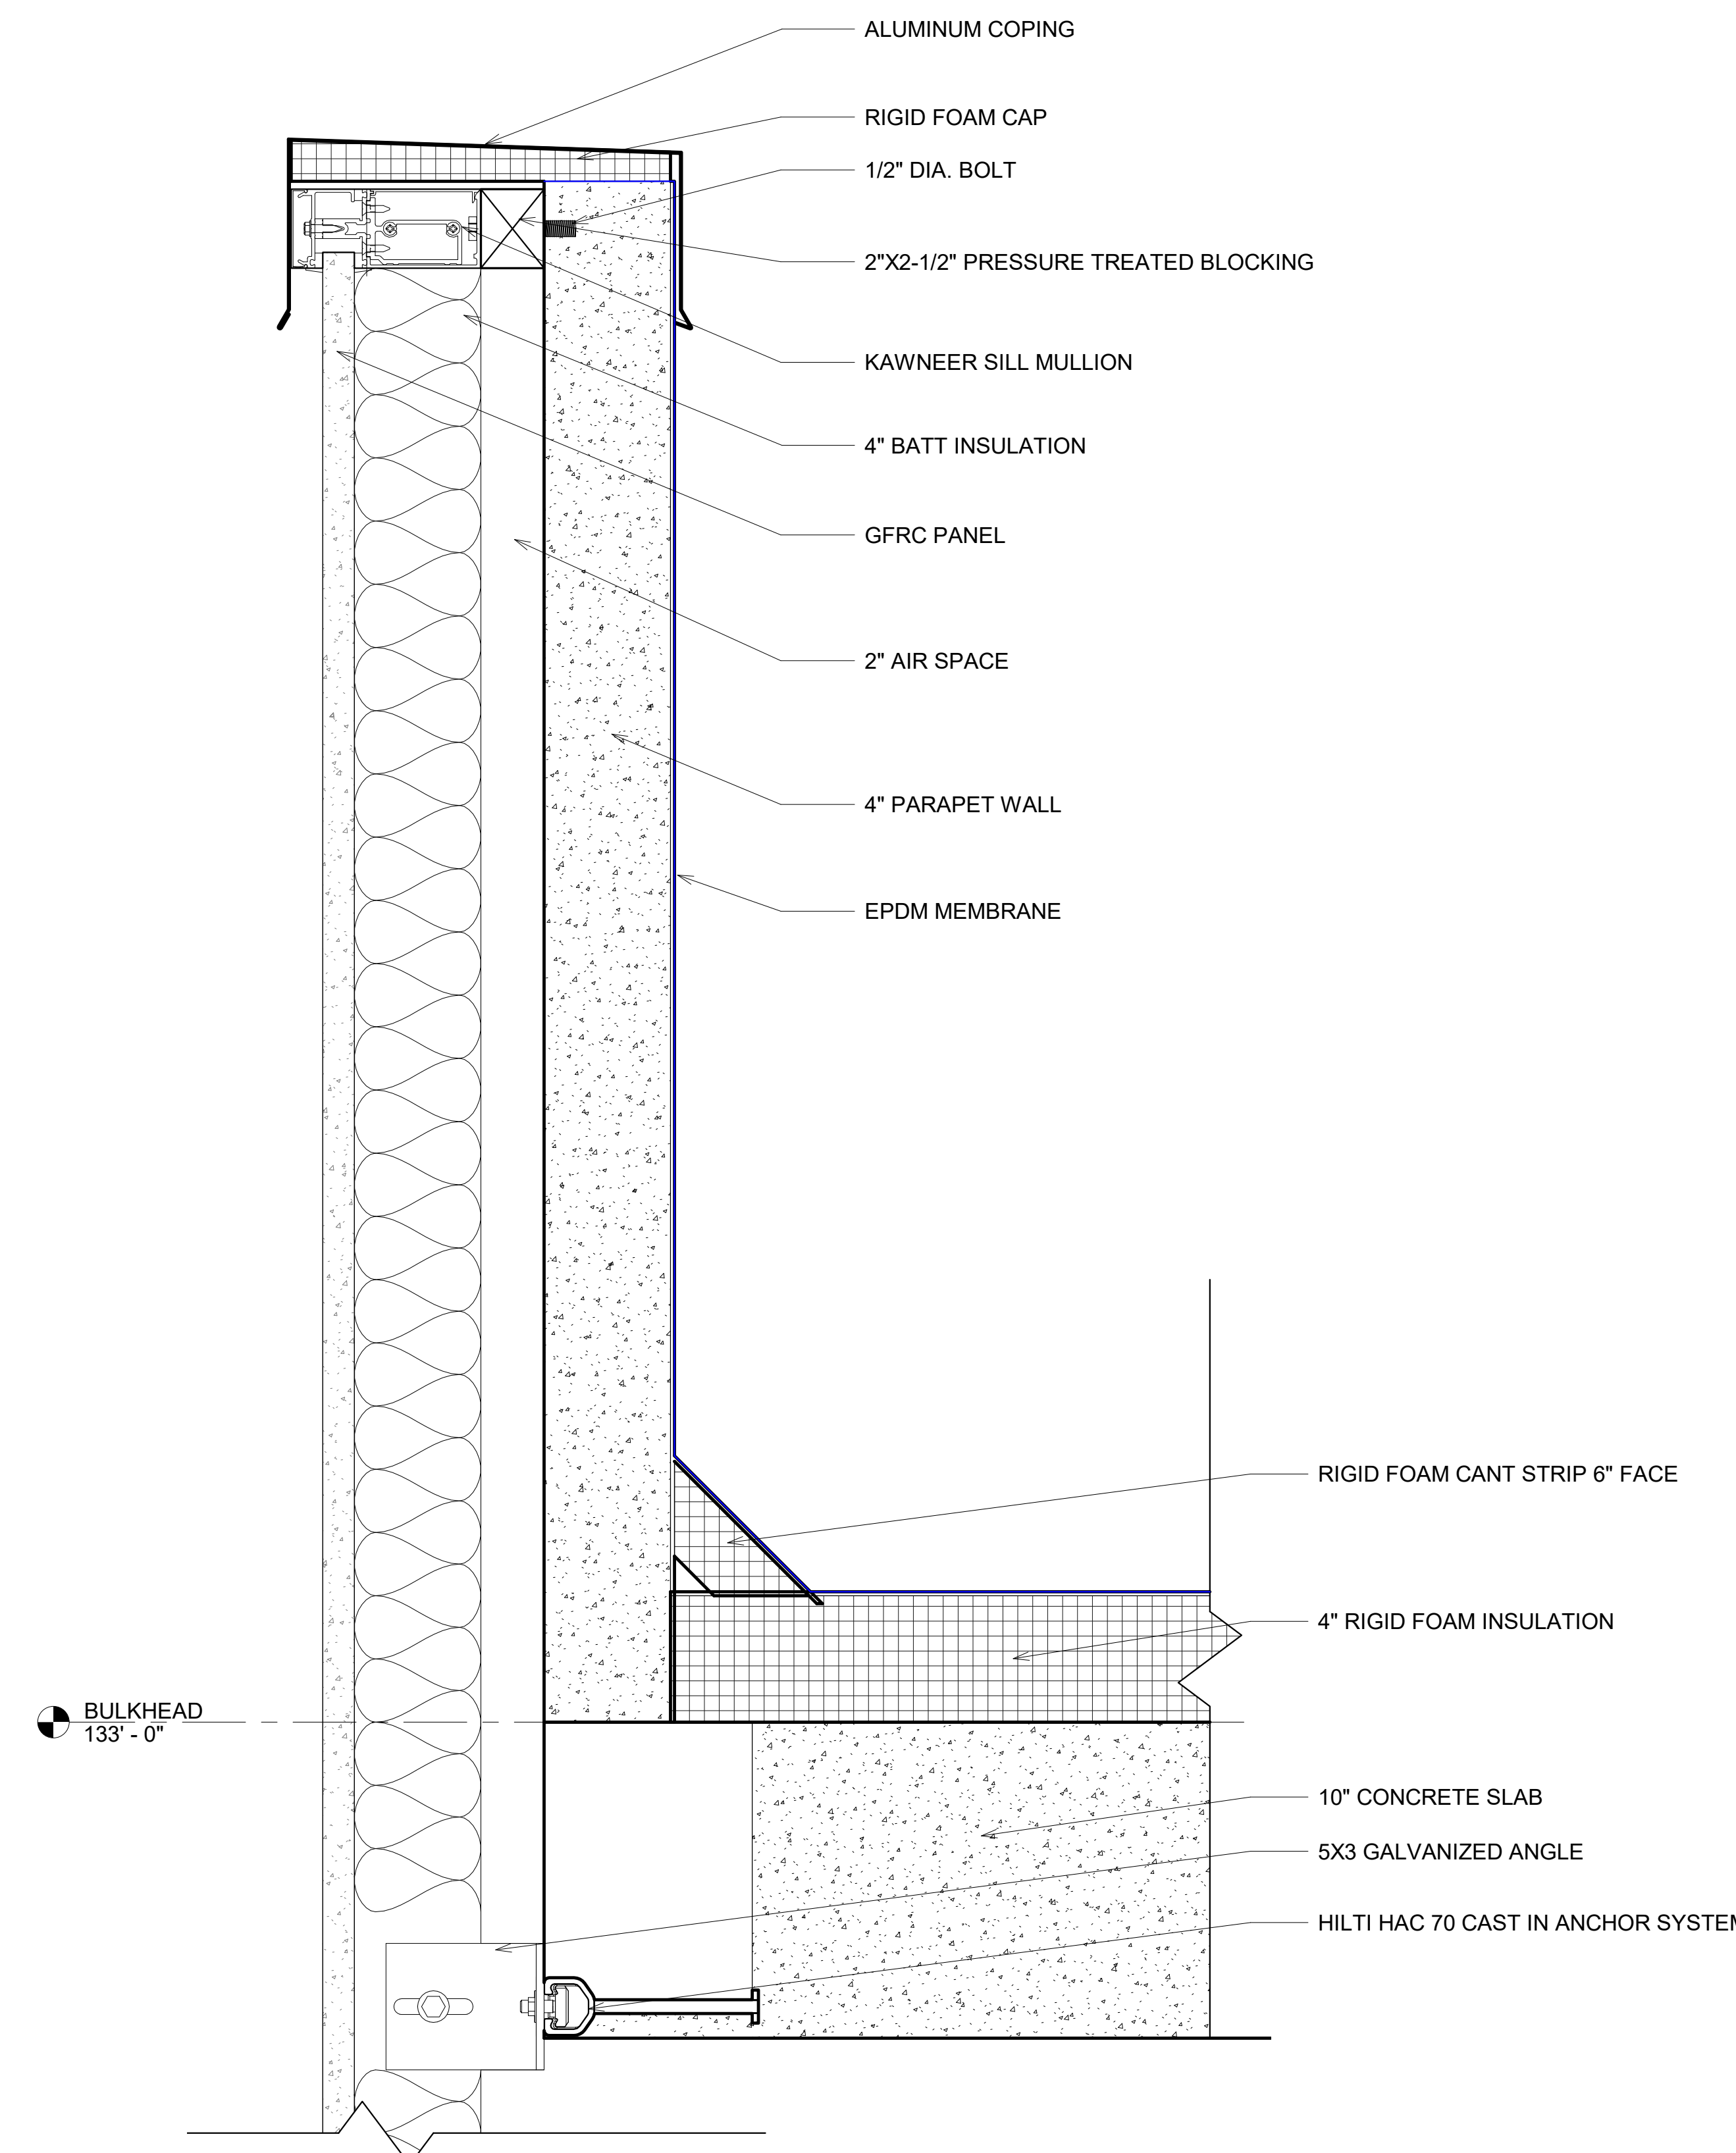 ALUMINUM COPING
RIGID FOAM CAP
1/2" DIA. BOLT
2"X2-1/2" PRESSURE TREATED BLOCKING
KAWNEER SILL MULLION
4" BATT INSULATION
GFRC PANEL
2" AIR SPACE
4" PARAPET WALL
EPDM MEMBRANE
RIGID FOAM CANT STRIP 6" FACE
4" RIGID FOAM INSULATION
BULKHEAD
133' - 0"
10" CONCRETE SLAB
5X3 GALVANIZED ANGLE
HILTI HAC 70 CAST IN ANCHOR